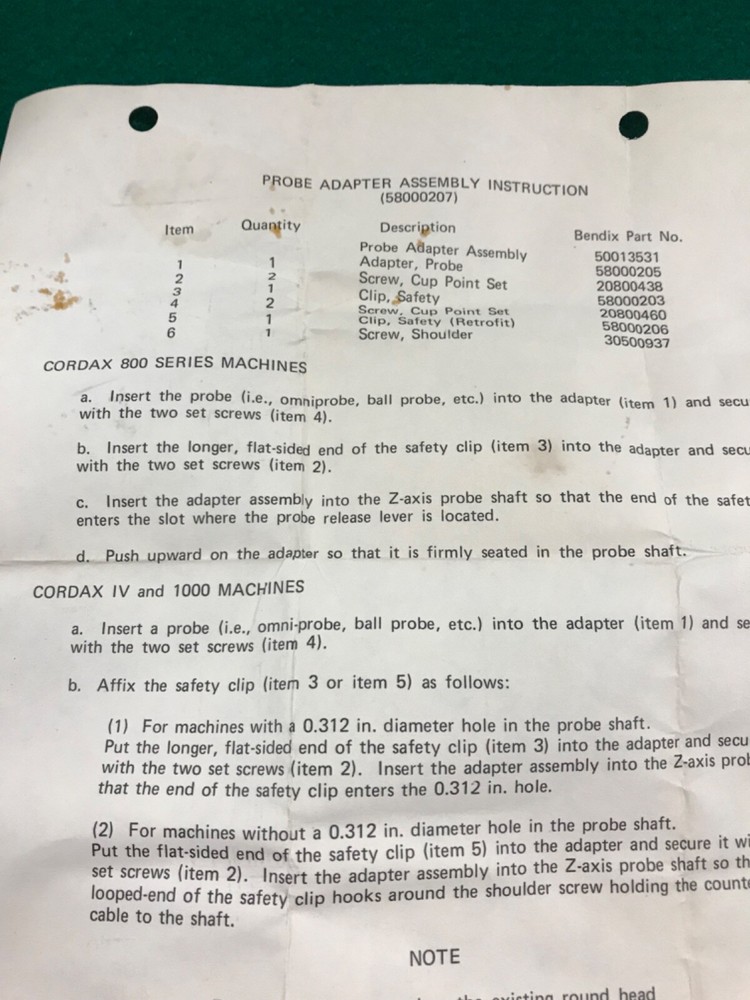 PROBE ADAPTER ASSEMBLY INSTRUCTION
(58000207)
Item Quantity Description Bendix Part No.
Probe Adapter Assembly 50013531
1 1 Adapter, Probe 58000205
2 2 Screw, Cup Point Set 20800438
3 1 Clip, Safety 58000203
4 2 Screw, Cup Point Set 20800460
5 1 Clip, Safety (Retrofit) 58000206
6 1 Screw, Shoulder 30500937
CORDAX 800 SERIES MACHINES
a. Insert the probe (i.e., omniprobe, ball probe, etc.) into the adapter (item 1) and secu
with the two set screws (item 4).
b. Insert the longer, flat-sided end of the safety clip (item 3) into the adapter and secu
with the two set screws (item 2).
c. Insert the adapter assembly into the Z-axis probe shaft so that the end of the safet
enters the slot where the probe release lever is located.
d. Push upward on the adapter so that it is firmly seated in the probe shaft.
CORDAX IV and 1000 MACHINES
a. Insert a probe (i.e., omni-probe, ball probe, etc.) into the adapter (item 1) and se
with the two set screws (item 4).
b. Affix the safety clip (item 3 or item 5) as follows:
(1) For machines with a 0.312 in. diameter hole in the probe shaft.
Put the longer, flat-sided end of the safety clip (item 3) into the adapter and secu
with the two set screws (item 2). Insert the adapter assembly into the Z-axis prob
that the end of the safety clip enters the 0.312 in. hole.
(2) For machines without a 0.312 in. diameter hole in the probe shaft.
Put the flat-sided end of the safety clip (item 5) into the adapter and secure it wi
set screws (item 2). Insert the adapter assembly into the Z-axis probe shaft so th
looped-end of the safety clip hooks around the shoulder screw holding the counte
cable to the shaft.
NOTE
the existing round head